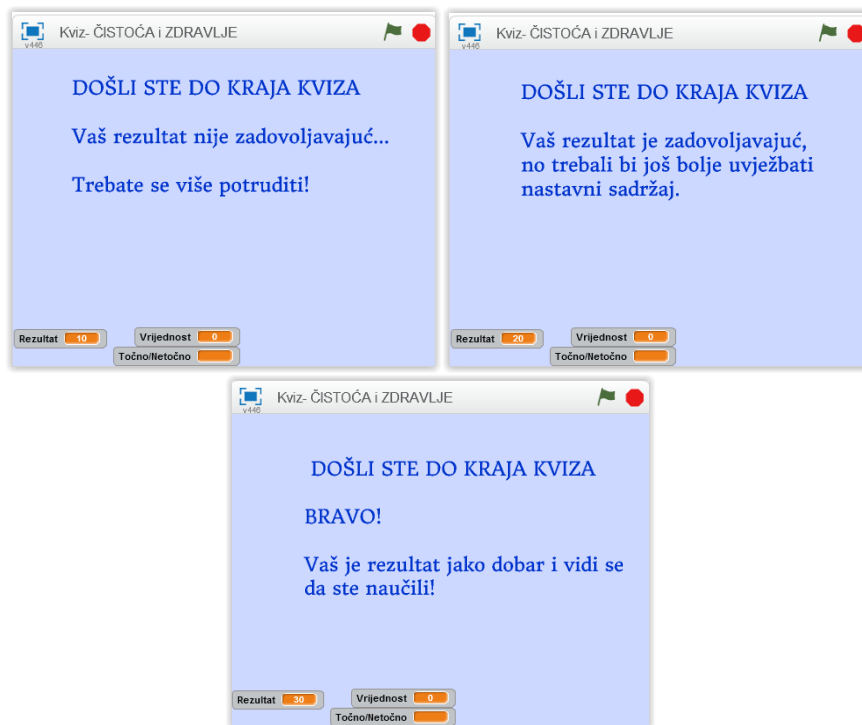 Kviz- ČISTOĆA i ZDRAVLJE
v446
DOŠLI STE DO KRAJA KVIZA
Vaš rezultat nije zadovoljavajuć...
Trebate se više potruditi!
Rezultat 10
Vrijednost 0
Točno/Netočno
Kviz- ČISTOĆA i ZDRAVLJE
v446
DOŠLI STE DO KRAJA KVIZA
Vaš rezultat je zadovoljavajuć,
no trebali bi još bolje uvježbati
nastavni sadržaj.
Rezultat 20
Vrijednost 0
Točno/Netočno
Kviz- ČISTOĆA i ZDRAVLJE
v446
DOŠLI STE DO KRAJA KVIZA
BRAVO!
Vaš je rezultat jako dobar i vidi se
da ste naučili!
Rezultat 30
Vrijednost 0
Točno/Netočno